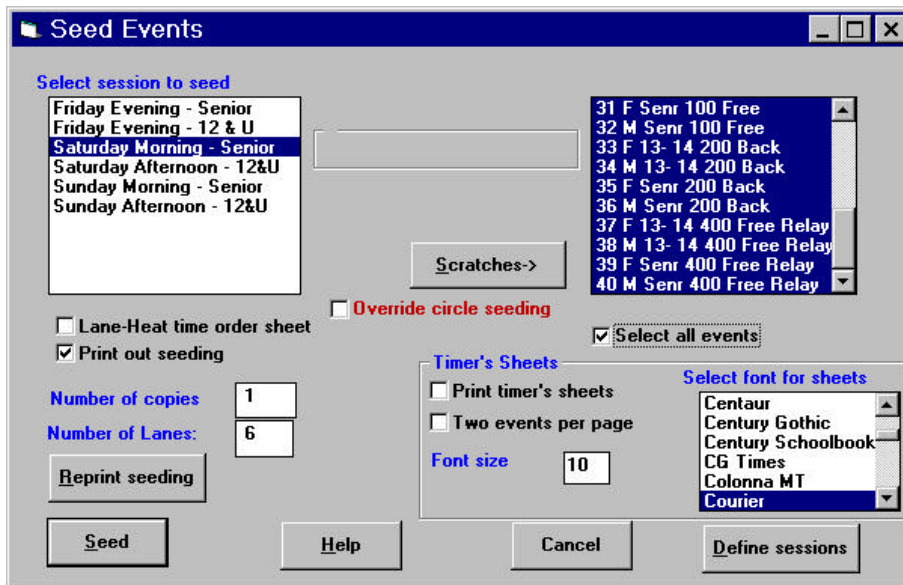 Seed Events
Select session to seed
Friday Evening - Senior
Friday Evening - 12 & U
Saturday Morning - Senior
Saturday Afternoon - 12&U
Sunday Morning - Senior
Sunday Afternoon - 12&U
31 F Senr 100 Free
32 M Senr 100 Free
33 F 13- 14 200 Back
34 M 13- 14 200 Back
35 F Senr 200 Back
36 M Senr 200 Back
37 F 13- 14 400 Free Relay
38 M 13- 14 400 Free Relay
39 F Senr 400 Free Relay
40 M Senr 400 Free Relay
Scratches->
Override circle seeding
Lane-Heat time order sheet
Print out seeding
Select all events
Number of copies 1
Number of Lanes: 6
Reprint seeding
Timer's Sheets
Print timer's sheets
Two events per page
Font size 10
Select font for sheets
Centaur
Century Gothic
Century Schoolbook
CG Times
Colonna MT
Courier
Seed
Help
Cancel
Define sessions